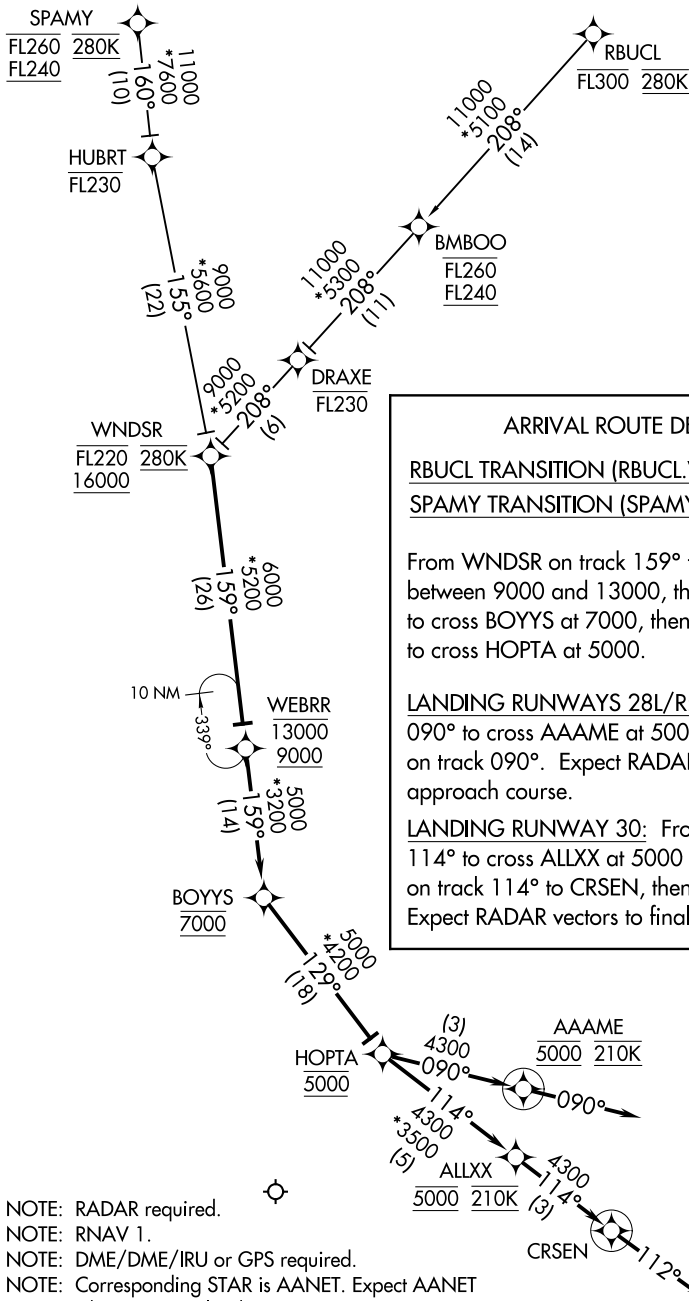 SPAMY
FL260 280K
FL240
11000
*7600
160°
(10)
RBUCL
FL300 280K
11000
*5100
208°
(14)
HUBRT
FL230
BMBOO
FL260
FL240
9000
*5600
155°
(22)
11000
*5300
208°
(11)
DRAXE
FL230
9000
*5200
208°
(6)
WNDSR
FL220 280K
16000
ARRIVAL ROUTE DE
RBUCL TRANSITION (RBUCL.
SPAMY TRANSITION (SPAMY
From WNDSR on track 159°
between 9000 and 13000, th
to cross BOYYS at 7000, then
to cross HOPTA at 5000.
LANDING RUNWAYS 28L/R
090° to cross AAAME at 500
on track 090°. Expect RADAR
approach course.
LANDING RUNWAY 30: Fro
114° to cross ALLXX at 5000
on track 114° to CRSEN, then
Expect RADAR vectors to final
6000
*5200
159°
(26)
10 NM
339°
WEBRR
13000
9000
5000
*3200
159°
(14)
BOYYS
7000
5000
*4200
129°
(18)
HOPTA
5000
(3)
4300
090°
AAAME
5000 210K
090°
114°
4300
*3500
(5)
ALLXX
5000 210K
4300
114°
(3)
CRSEN
112°
NOTE: RADAR required.
NOTE: RNAV 1.
NOTE: DME/DME/IRU or GPS required.
NOTE: Corresponding STAR is AANET. Expect AANET